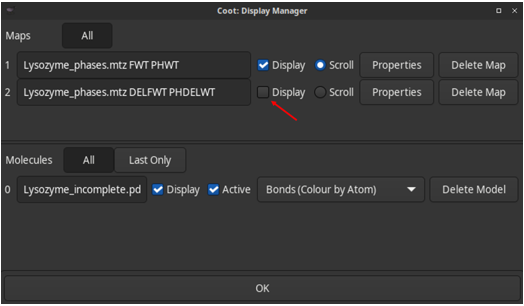 Coot: Display Manager
Maps All
1 Lysozyme_phases.mtz FWT PHWT Display Scroll Properties Delete Map
2 Lysozyme_phases.mtz DELFWT PHDELWT Display Scroll Properties Delete Map
Molecules All Last Only
0 Lysozyme_incomplete.pd Display Active Bonds (Colour by Atom) Delete Model
OK